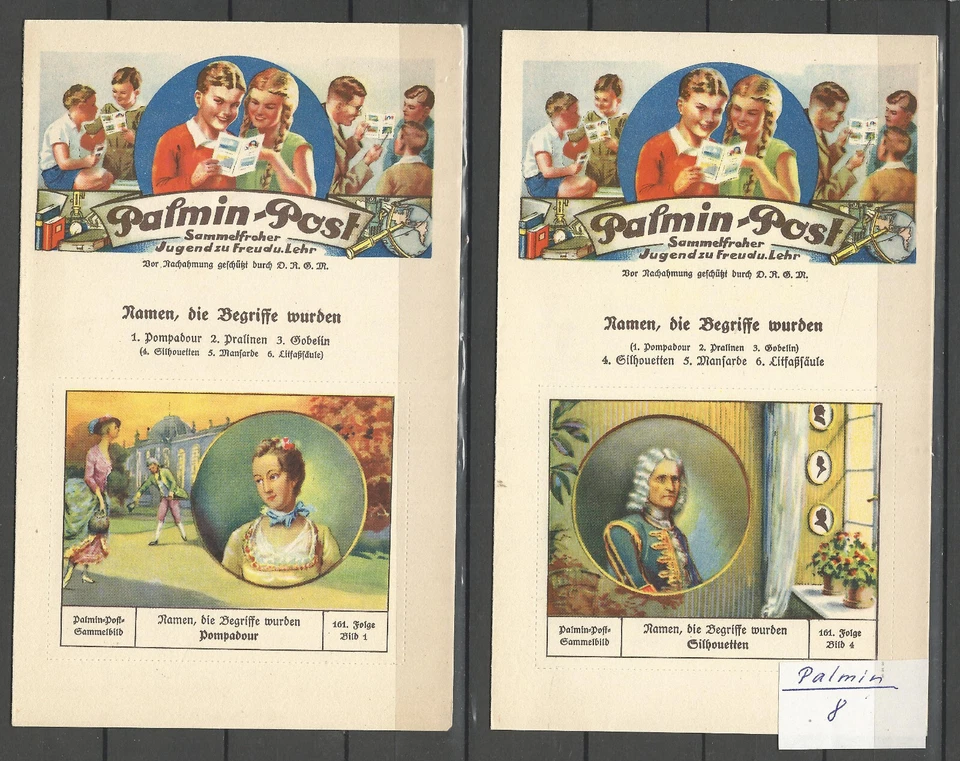 Palmin-Post
Sammelfroher
Jugend zu Freud u. Lehr
Vor Nachahmung geschützt durch D. R. G. M.
Namen, die Begriffe wurden
1. Pompadour 2. Pralinen 3. Gobelin
(4. Silhouetten 5. Mansarde 6. Litfaßsäule)
Palmin-Post-
Sammelbild
Namen, die Begriffe wurden
Pompadour
161. Folge
Bild 1
Palmin-Post
Sammelfroher
Jugend zu Freud u. Lehr
Vor Nachahmung geschützt durch D. R. G. M.
Namen, die Begriffe wurden
(1. Pompadour 2. Pralinen 3. Gobelin)
4. Silhouetten 5. Mansarde 6. Litfaßsäule
Palmin-Post-
Sammelbild
Namen, die Begriffe wurden
Silhouetten
161. Folge
Bild 4
Palmin
8